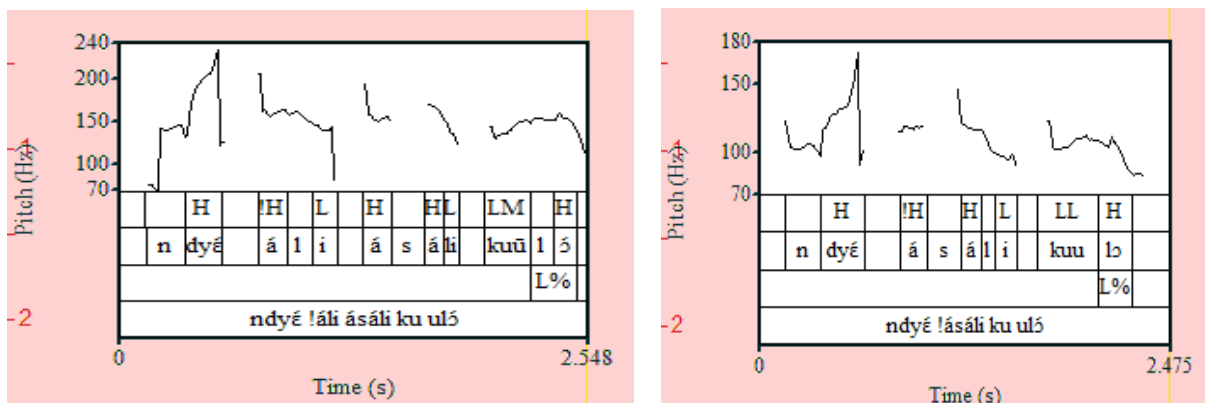 240
200
150
100
70
Pitch (Hz)
H !H L H H L LM H
n dyɛ́ á l i á s á li kuū l ɔ́
L%
ndyɛ́ !áli ásáli ku ulɔ́
0 2.548
Time (s)
2
180
150
100
70
Pitch (Hz)
H !H H L LL H
n dyɛ́ á s á l i kuu lɔ
L%
ndyɛ́ !ásáli ku ulɔ́
0 2.475
Time (s)
2